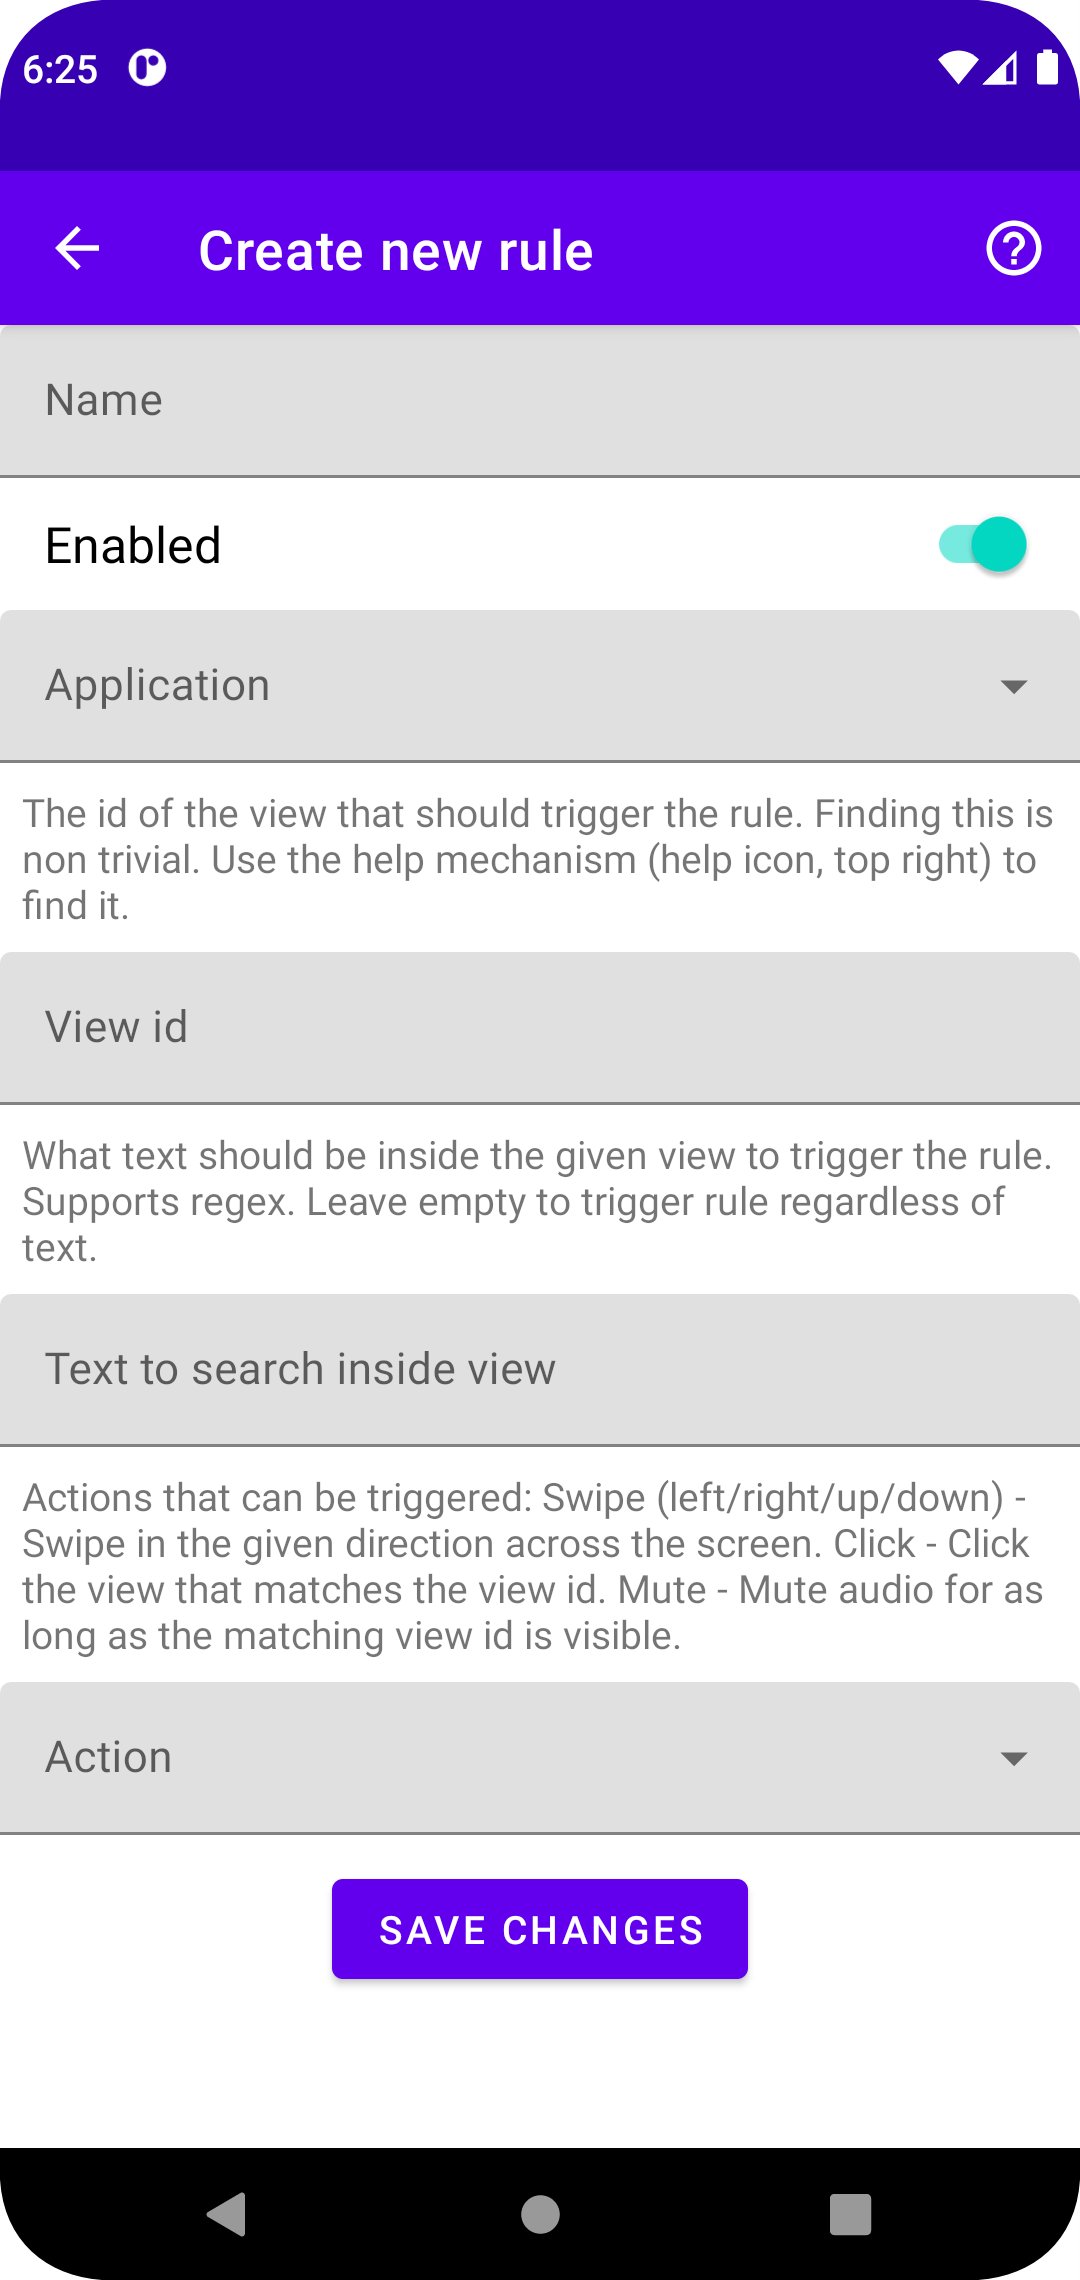 6:25
Create new rule
Name
Enabled
Application
The id of the view that should trigger the rule. Finding this is
non trivial. Use the help mechanism (help icon, top right) to
find it.
View id
What text should be inside the given view to trigger the rule.
Supports regex. Leave empty to trigger rule regardless of
text.
Text to search inside view
Actions that can be triggered: Swipe (left/right/up/down) -
Swipe in the given direction across the screen. Click - Click
the view that matches the view id. Mute - Mute audio for as
long as the matching view id is visible.
Action
SAVE CHANGES